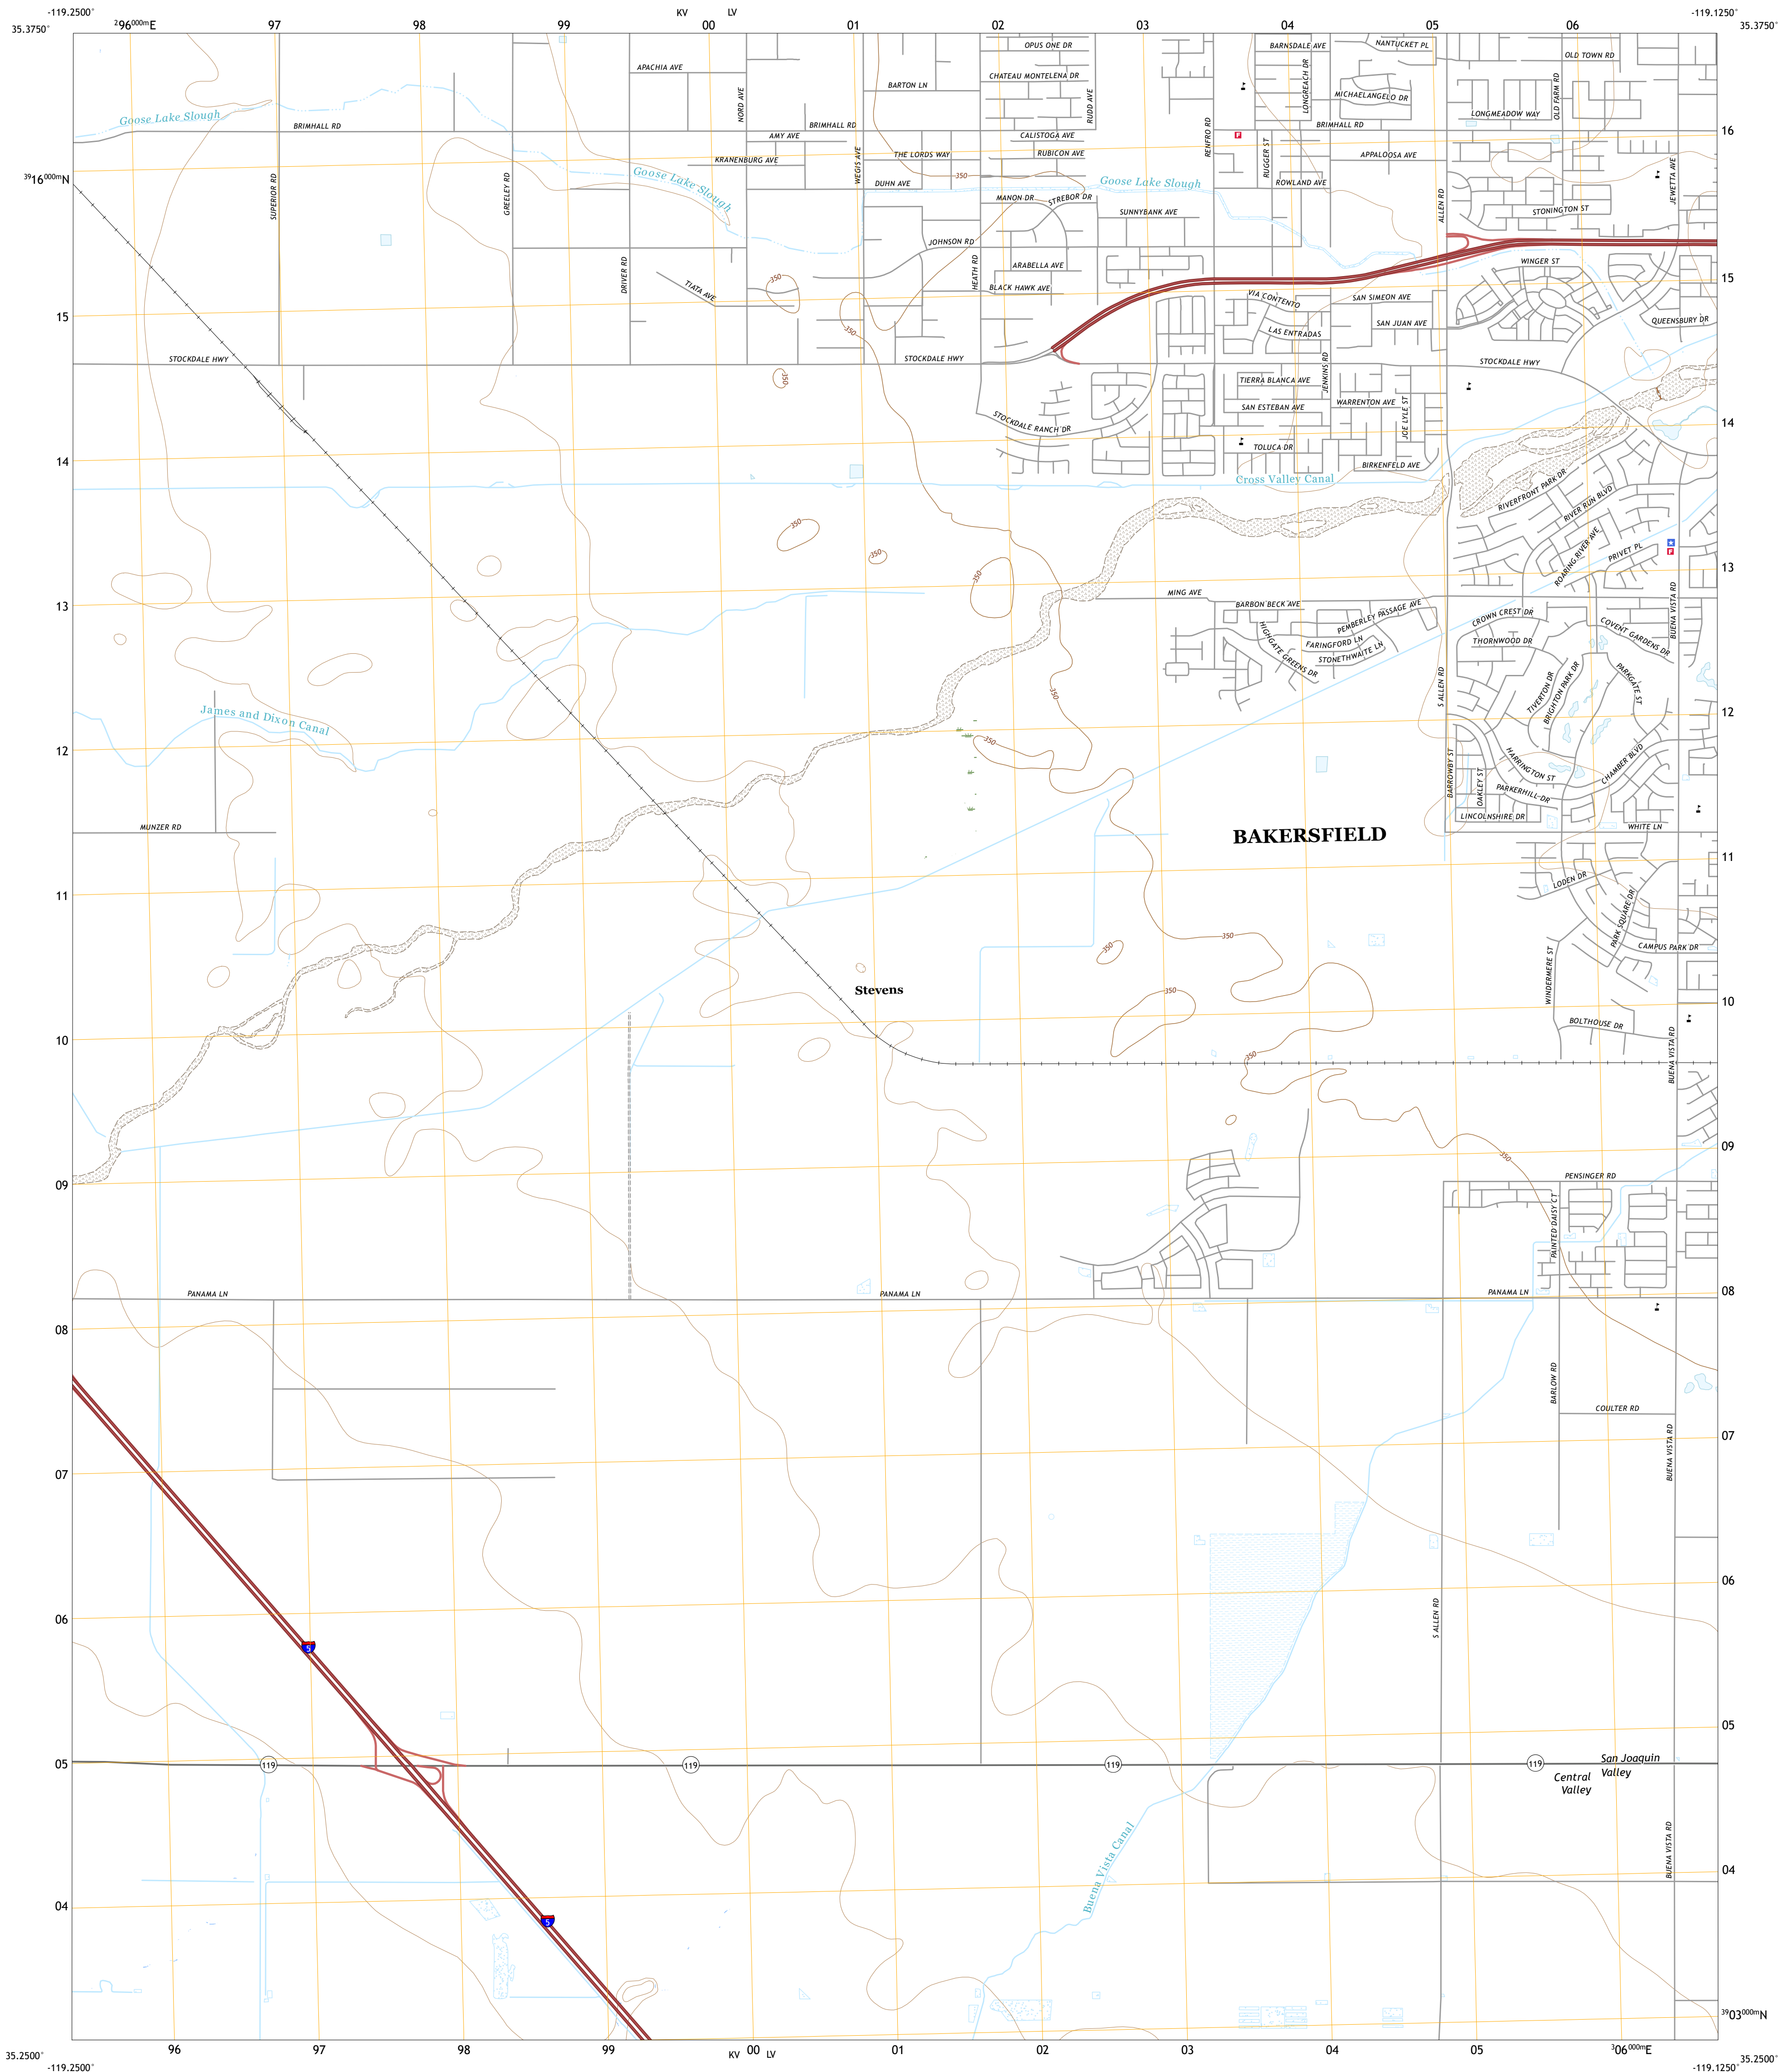 -119.2500°
35.3750°
²96⁰⁰⁰ᵐE
97
98
99
KV
LV
00
01
02
03
04
05
06
-119.1250°
35.3750°
OPUS ONE DR
BARNSDALE AVE
NANTUCKET PL
OLD TOWN RD
APACHIA AVE
CHATEAU MONTELENA DR
BARTON LN
LONGREACH DR
MICHAELANGELO DR
OLD FARM RD
NORD AVE
RUDD AVE
LONGMEADOW WAY
Goose Lake Slough
BRIMHALL RD
BRIMHALL RD
BRIMHALL RD
RENFRO RD
16
AMY AVE
CALISTOGA AVE
RUGGER ST
KRANENBURG AVE
WEGIS AVE
THE LORDS WAY
RUBICON AVE
APPALOOSA AVE
JEWETTA AVE
³⁹16⁰⁰⁰ᵐN
SUPERIOR RD
GREELEY RD
Goose Lake Slough
DUHN AVE
350
Goose Lake Slough
ROWLAND AVE
ALLEN RD
MANON DR
STREBOR DR
SUNNYBANK AVE
STONINGTON ST
JOHNSON RD
DRIVER RD
HEATH RD
ARABELLA AVE
WINGER ST
TIATA AVE
350
BLACK HAWK AVE
15
VIA CONTENTO
SAN SIMEON AVE
15
350
LAS ENTRADAS
SAN JUAN AVE
QUEENSBURY DR
STOCKDALE HWY
STOCKDALE HWY
STOCKDALE HWY
JENKINS RD
350
TIERRA BLANCA AVE
SAN ESTEBAN AVE
WARRENTON AVE
JOE LYLE ST
STOCKDALE RANCH DR
14
TOLUCA DR
14
BIRKENFELD AVE
Cross Valley Canal
RIVERFRONT PARK DR
RIVER RUN BLVD
350
ROARING RIVER AVE
PRIVET PL
350
350
13
MING AVE
BARBON BECK AVE
PEMBERLEY PASSAGE AVE
CROWN CREST DR
COVENT GARDENS DR
BUENA VISTA RD
13
HIGHGATE GREENS DR
FARINGFORD LN
STONETHWAITE LN
THORNWOOD DR
S ALLEN RD
TIVERTON DR
BRIGHTON PARK DR
PARKGATE ST
350
James and Dixon Canal
12
350
12
BARROWBY ST
HARRINGTON ST
CHAMBER BLVD
OAKLEY ST
PARKERHILL DR
LINCOLNSHIRE DR
MUNZER RD
BAKERSFIELD
WHITE LN
11
LODEN DR
11
PARK SQUARE DR
350
350
CAMPUS PARK DR
WINDERMERE ST
Stevens
350
10
BOLTHOUSE DR
10
350
BUENA VISTA RD
09
350
PENSINGER RD
09
PAINTED DAISY CT
PANAMA LN
PANAMA LN
PANAMA LN
08
08
BARLOW RD
COULTER RD
07
BUENA VISTA RD
07
06
S ALLEN RD
06
5
05
119
119
119
119
San Joaquin
Valley
Central
Valley
05
Buena Vista Canal
BUENA VISTA RD
04
04
5
³⁹03⁰⁰⁰ᵐN
96
97
98
99
KV
00
LV
01
02
03
04
05
³06⁰⁰⁰ᵐE
35.2500°
-119.2500°
35.2500°
-119.1250°